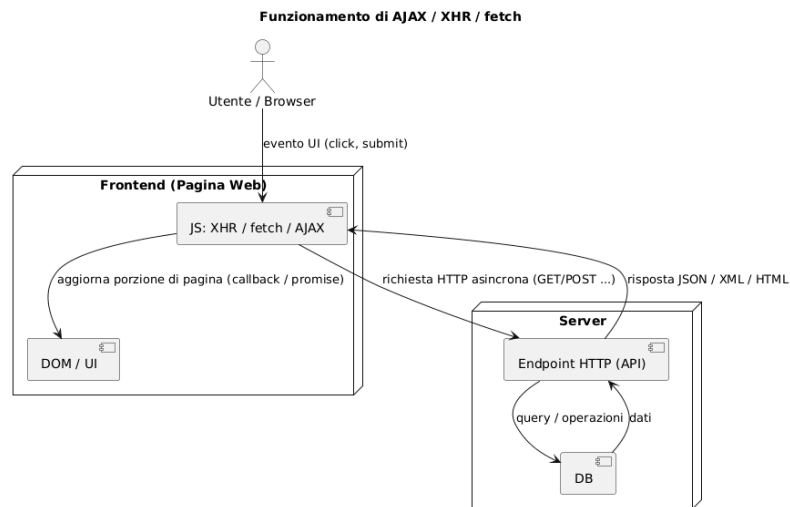 Funzionamento di AJAX / XHR / fetch
Utente / Browser
evento UI (click, submit)
Frontend (Pagina Web)
JS: XHR / fetch / AJAX
aggiorna porzione di pagina (callback / promise)
richiesta HTTP asincrona (GET/POST ...)
risposta JSON / XML / HTML
Server
DOM / UI
Endpoint HTTP (API)
query / operazioni
dati
DB